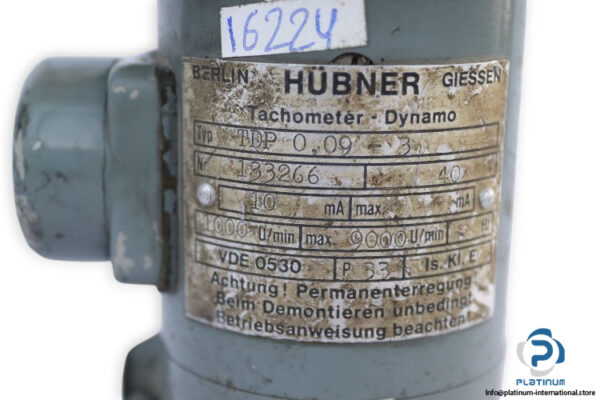 16224
BERLIN HÜBNER GIESSEN
Tachometer - Dynamo
Typ TDP 0,09 - 3
Nr 133266 40
10 mA max. mA
1000 U/min max 9000 U/min
VDE 0530 P 33 Is. Kl. E
Achtung! Permanenterregung
Beim Demontieren unbedingt
Betriebsanweisung beachten
PLATINUM
Info@platinum-international.store